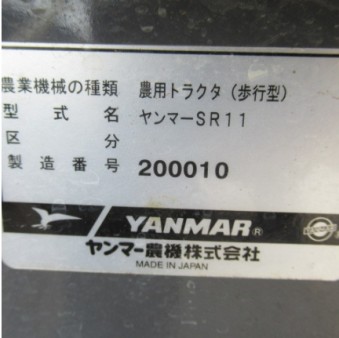 農業機械の種類 農用トラクタ(歩行型)
型式名 ヤンマーSR11
区分
製造番号 200010
YANMAR®
ヤンマー農機株式会社
MADE IN JAPAN